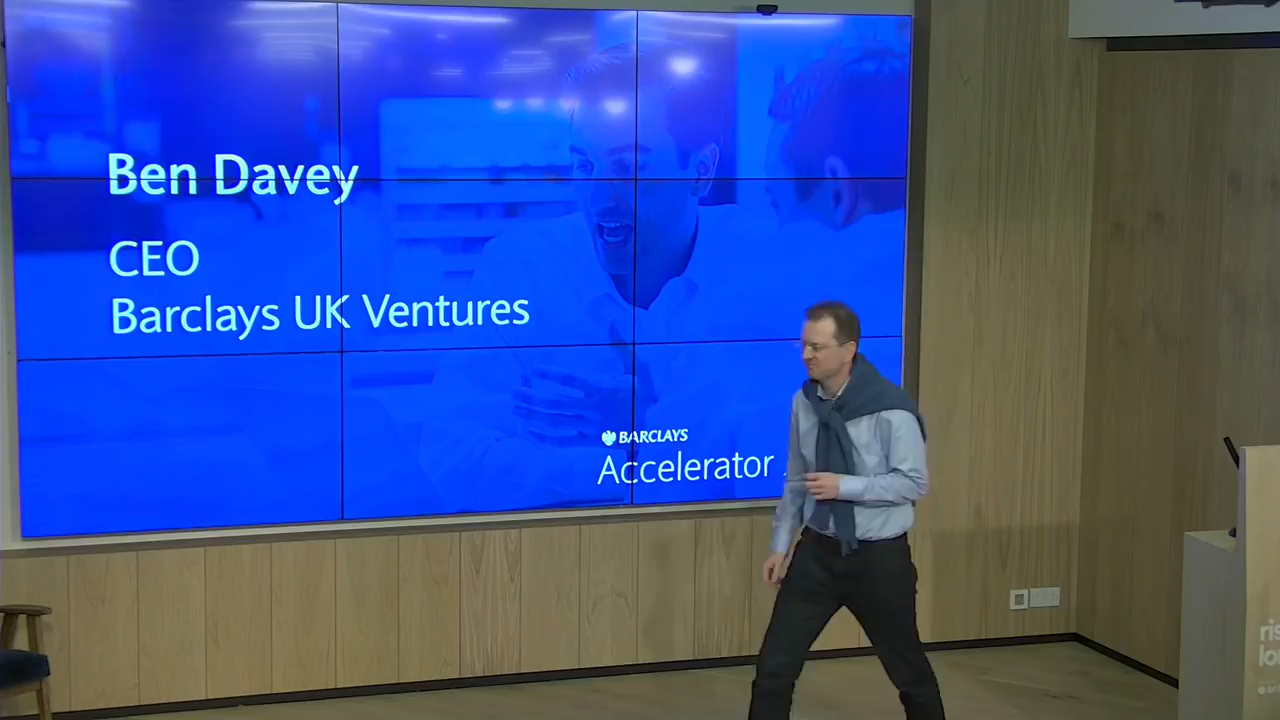 Ben Davey
CEO
Barclays UK Ventures
BARCLAYS
Accelerator